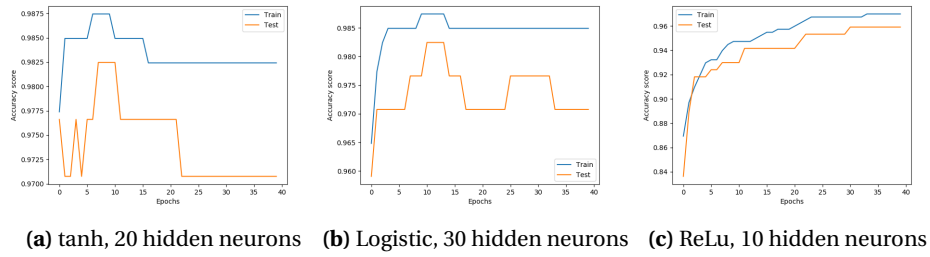 0.9875
0.9850
0.9825
0.9800
0.9775
0.9750
0.9725
0.9700
Accuracy score
0 5 10 15 20 25 30 35 40
Epochs
Train
Test
0.985
0.980
0.975
0.970
0.965
0.960
Accuracy score
0 5 10 15 20 25 30 35 40
Epochs
Train
Test
0.96
0.94
0.92
0.90
0.88
0.86
0.84
Accuracy score
0 5 10 15 20 25 30 35 40
Epochs
Train
Test
(a) tanh, 20 hidden neurons
(b) Logistic, 30 hidden neurons
(c) ReLu, 10 hidden neurons